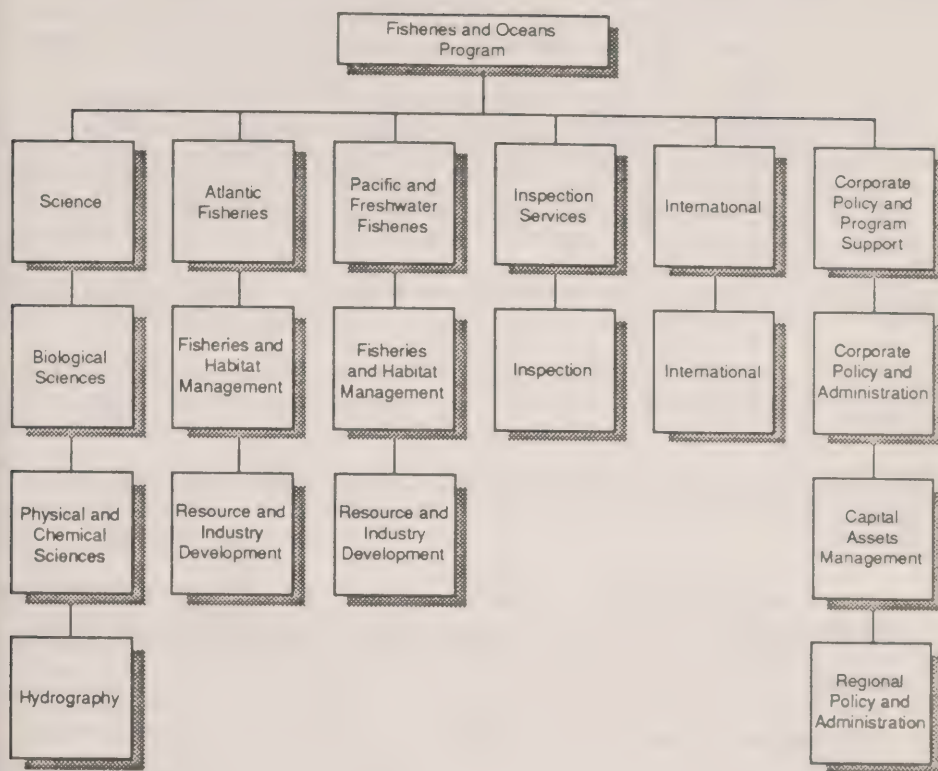 Fisheries and Oceans
Program
Science
Atlantic
Fisheries
Pacific and
Freshwater
Fisheries
Inspection
Services
International
Corporate
Policy and
Program
Support
Biological
Sciences
Fisheries and
Habitat
Management
Fisheries
and Habitat
Management
Inspection
International
Corporate
Policy and
Administration
Physical and
Chemical
Sciences
Resource and
Industry
Development
Resource and
Industry
Development
Capital
Assets
Management
Hydrography
Regional
Policy and
Administration